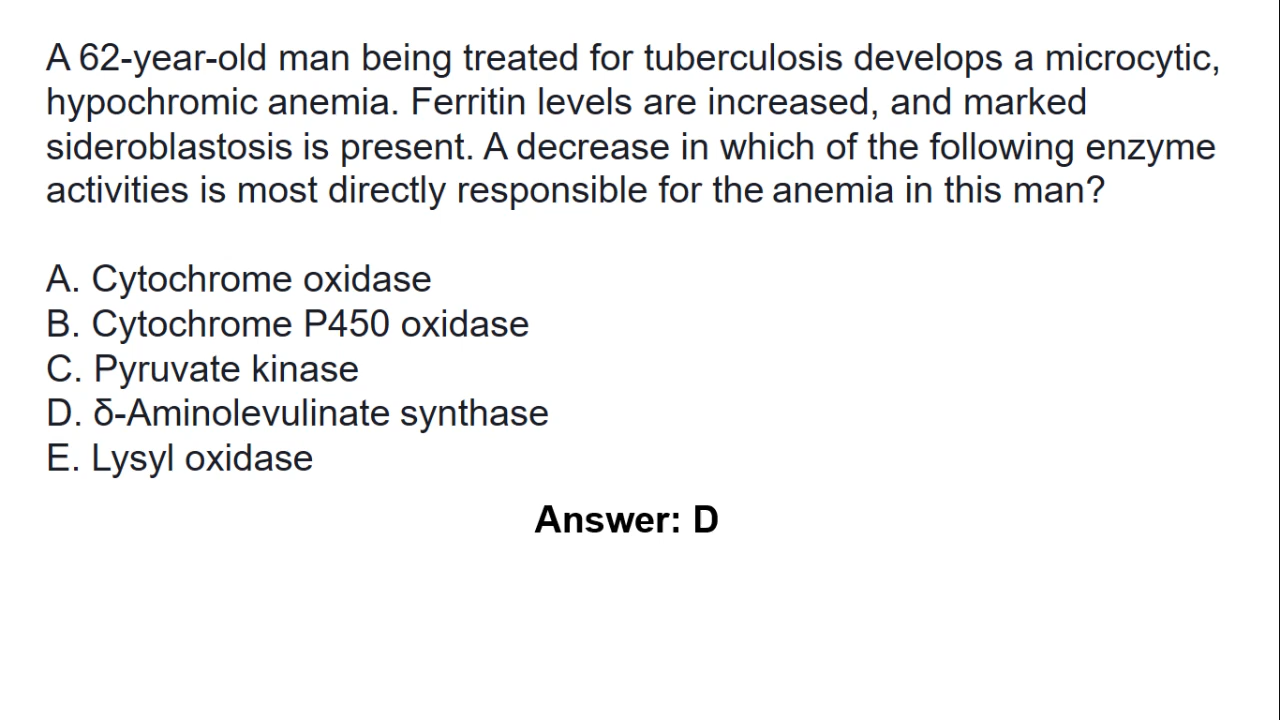 A 62-year-old man being treated for tuberculosis develops a microcytic,
hypochromic anemia. Ferritin levels are increased, and marked
sideroblastosis is present. A decrease in which of the following enzyme
activities is most directly responsible for the anemia in this man?
A. Cytochrome oxidase
B. Cytochrome P450 oxidase
C. Pyruvate kinase
D. δ-Aminolevulinate synthase
E. Lysyl oxidase
Answer: D